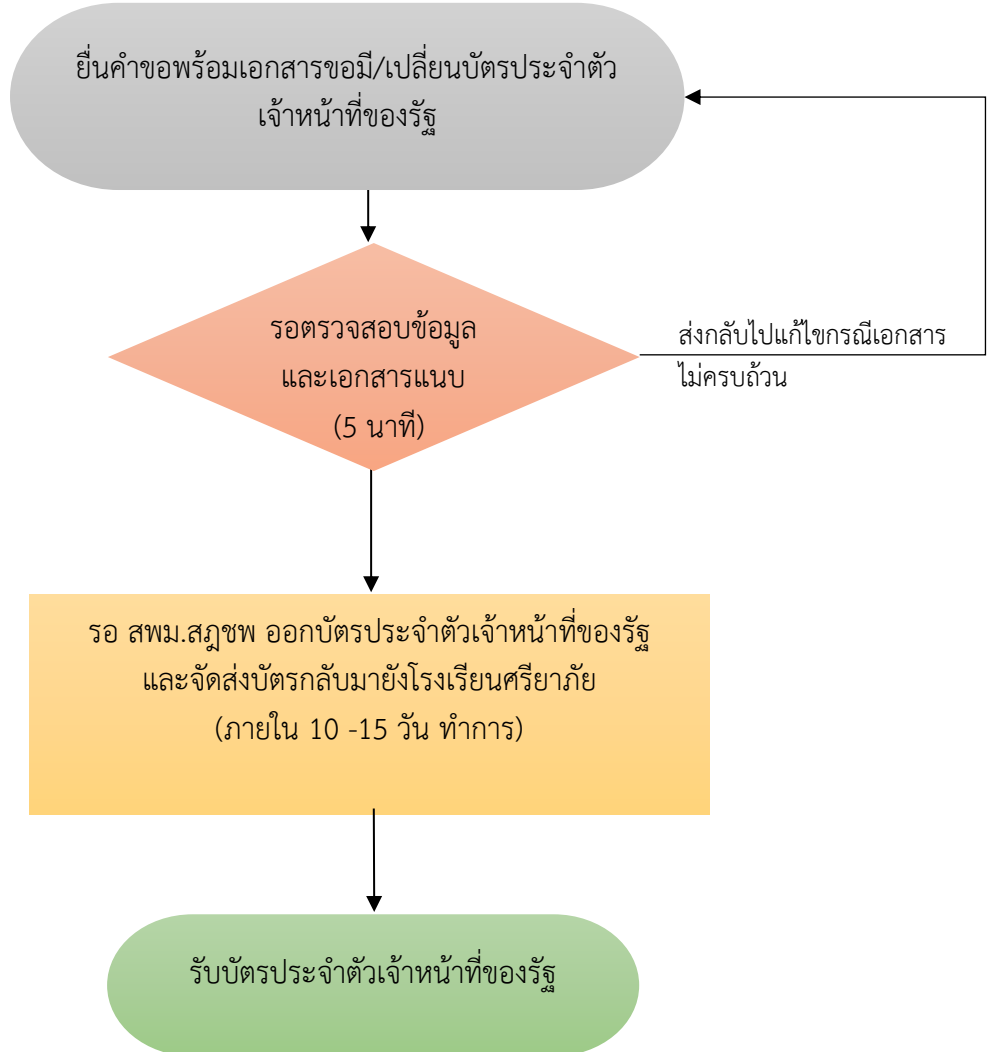 ยื่นคำขอพร้อมเอกสารขอมี/เปลี่ยนบัตรประจำตัว
เจ้าหน้าที่ของรัฐ
รอตรวจสอบข้อมูล
และเอกสารแนบ
(5 นาที)
ส่งกลับไปแก้ไขกรณีเอกสาร
ไม่ครบถ้วน
รอ สพม.สฎชพ ออกบัตรประจำตัวเจ้าหน้าที่ของรัฐ
และจัดส่งบัตรกลับมายังโรงเรียนศรียาภัย
(ภายใน 10 -15 วัน ทำการ)
รับบัตรประจำตัวเจ้าหน้าที่ของรัฐ